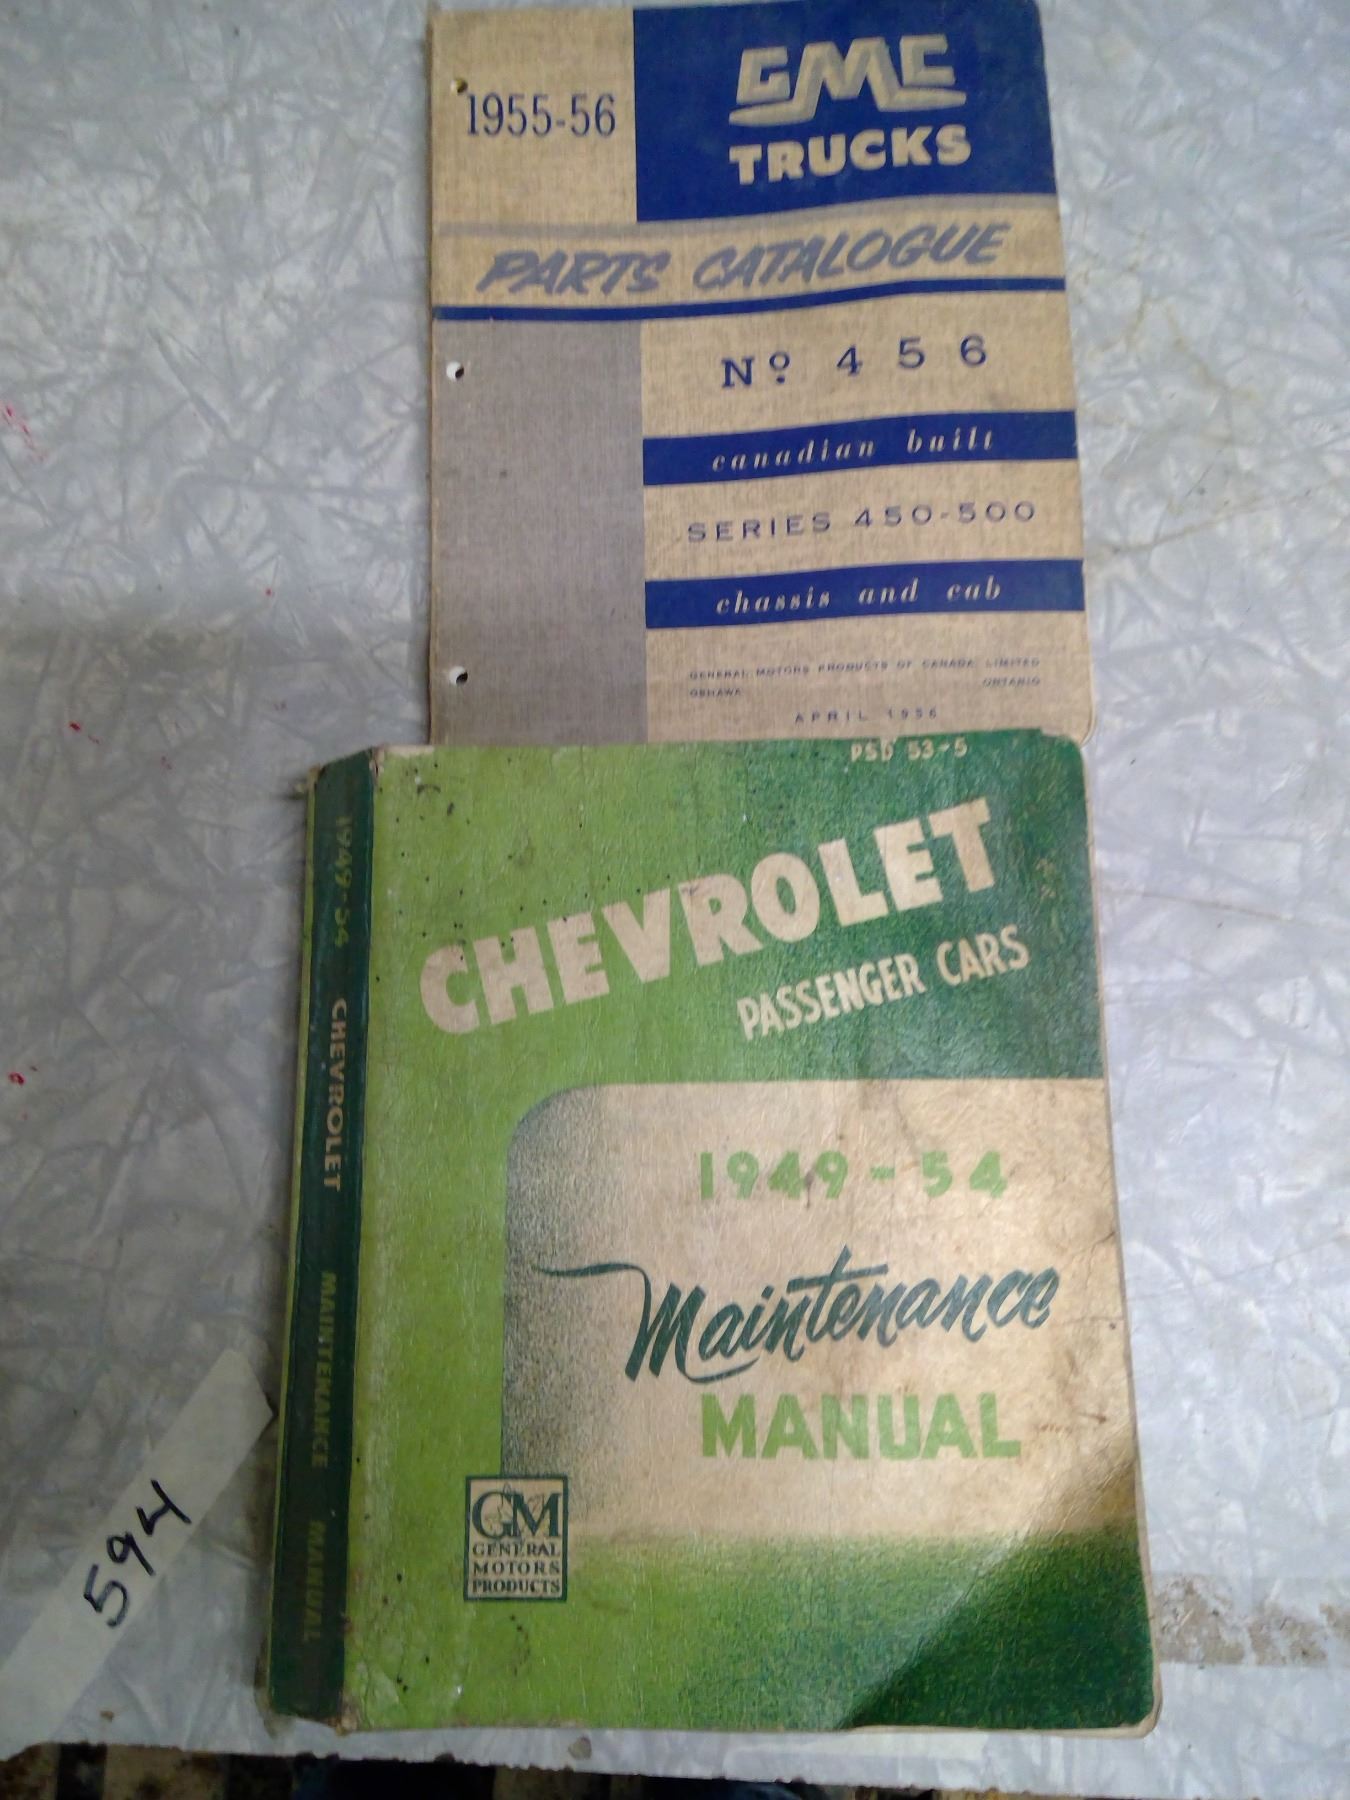 1955-56
GMC
TRUCKS
PARTS CATALOGUE
Nº. 456
canadian built
SERIES 450-500
chassis and cab
GENERAL MOTORS PRODUCTS OF CANADA, LIMITED
OSHAWA ONTARIO
APRIL 1956
PSD 53-5
CHEVROLET
PASSENGER CARS
1949-54
Maintenance
MANUAL
GM
GENERAL
MOTORS
PRODUCTS
1949-54 CHEVROLET MAINTENANCE MANUAL
594